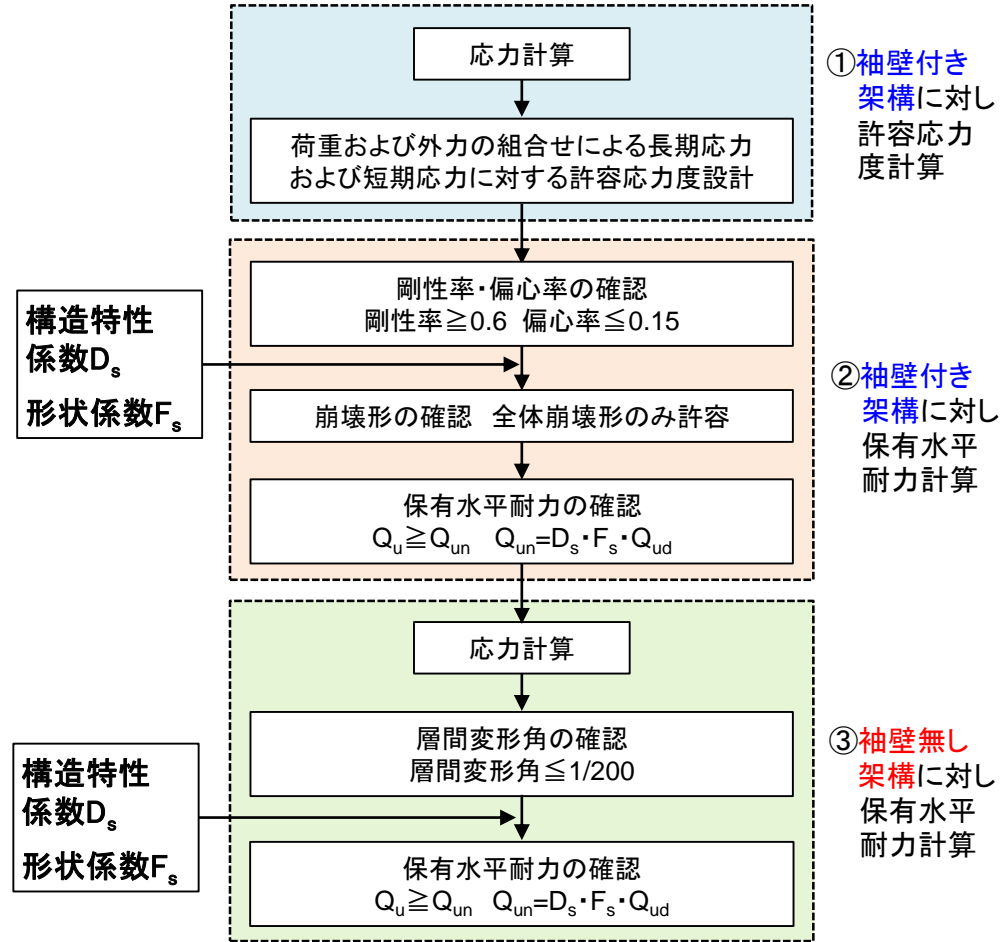 応力計算
荷重および外力の組合せによる長期応力
および短期応力に対する許容応力度設計
①袖壁付き
架構に対し
許容応力
度計算
剛性率・偏心率の確認
剛性率≧0.6 偏心率≦0.15
構造特性
係数Ds
形状係数Fs
崩壊形の確認 全体崩壊形のみ許容
保有水平耐力の確認
Qu≧Qun Qun=Ds・Fs・Qud
②袖壁付き
架構に対し
保有水平
耐力計算
応力計算
層間変形角の確認
層間変形角≦1/200
構造特性
係数Ds
形状係数Fs
保有水平耐力の確認
Qu≧Qun Qun=Ds・Fs・Qud
③袖壁無し
架構に対し
保有水平
耐力計算